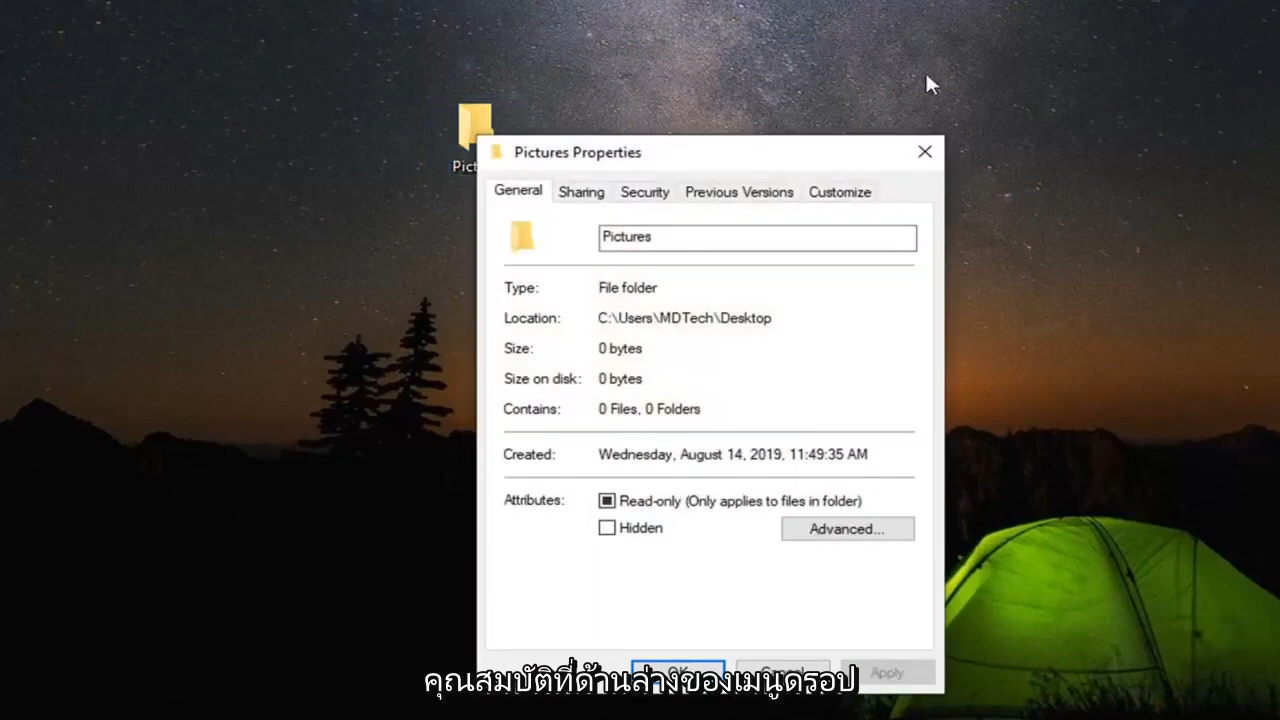 Pict
Pictures Properties
General Sharing Security Previous Versions Customize
Pictures
Type: File folder
Location: C:\Users\MDTech\Desktop
Size: 0 bytes
Size on disk: 0 bytes
Contains: 0 Files, 0 Folders
Created: Wednesday, August 14, 2019, 11:49:35 AM
Attributes: Read-only (Only applies to files in folder)
Hidden Advanced...
OK Cancel Apply
คุณสมบัติที่ด้านล่างของเมนูดรอป